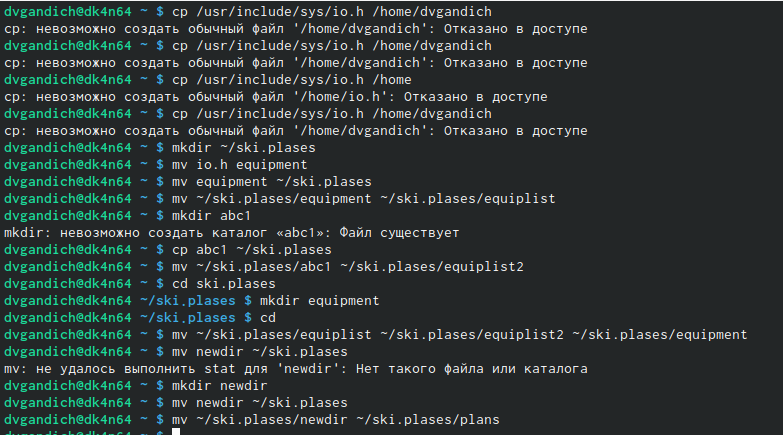 dvgandich@dk4n64 ~ $ cp /usr/include/sys/io.h /home/dvgandich
cp: невозможно создать обычный файл '/home/dvgandich': Отказано в доступе
dvgandich@dk4n64 ~ $ cp /usr/include/sys/io.h /home/dvgandich
cp: невозможно создать обычный файл '/home/dvgandich': Отказано в доступе
dvgandich@dk4n64 ~ $ cp /usr/include/sys/io.h /home
cp: невозможно создать обычный файл '/home/io.h': Отказано в доступе
dvgandich@dk4n64 ~ $ cp /usr/include/sys/io.h /home/dvgandich
cp: невозможно создать обычный файл '/home/dvgandich': Отказано в доступе
dvgandich@dk4n64 ~ $ mkdir ~/ski.plases
dvgandich@dk4n64 ~ $ mv io.h equipment
dvgandich@dk4n64 ~ $ mv equipment ~/ski.plases
dvgandich@dk4n64 ~ $ mv ~/ski.plases/equipment ~/ski.plases/equiplist
dvgandich@dk4n64 ~ $ mkdir abc1
mkdir: невозможно создать каталог «abc1»: Файл существует
dvgandich@dk4n64 ~ $ cp abc1 ~/ski.plases
dvgandich@dk4n64 ~ $ mv ~/ski.plases/abc1 ~/ski.plases/equiplist2
dvgandich@dk4n64 ~ $ cd ski.plases
dvgandich@dk4n64 ~/ski.plases $ mkdir equipment
dvgandich@dk4n64 ~/ski.plases $ cd
dvgandich@dk4n64 ~ $ mv ~/ski.plases/equiplist ~/ski.plases/equiplist2 ~/ski.plases/equipment
dvgandich@dk4n64 ~ $ mv newdir ~/ski.plases
mv: не удалось выполнить stat для 'newdir': Нет такого файла или каталога
dvgandich@dk4n64 ~ $ mkdir newdir
dvgandich@dk4n64 ~ $ mv newdir ~/ski.plases
dvgandich@dk4n64 ~ $ mv ~/ski.plases/newdir ~/ski.plases/plans
dvgandich@dk4n64 ~ $